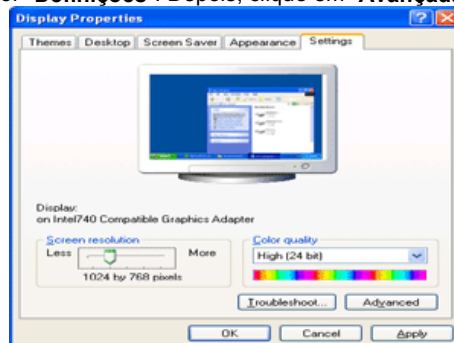 "Definições". Depois, clique em "Avançada
Display Properties
Themes Desktop Screen Saver Appearance Settings
Display:
on Intel740 Compatible Graphics Adapter
Screen resolution
Less More
1024 by 768 pixels
Color quality
High (24 bit)
Troubleshoot... Advanced
OK Cancel Apply